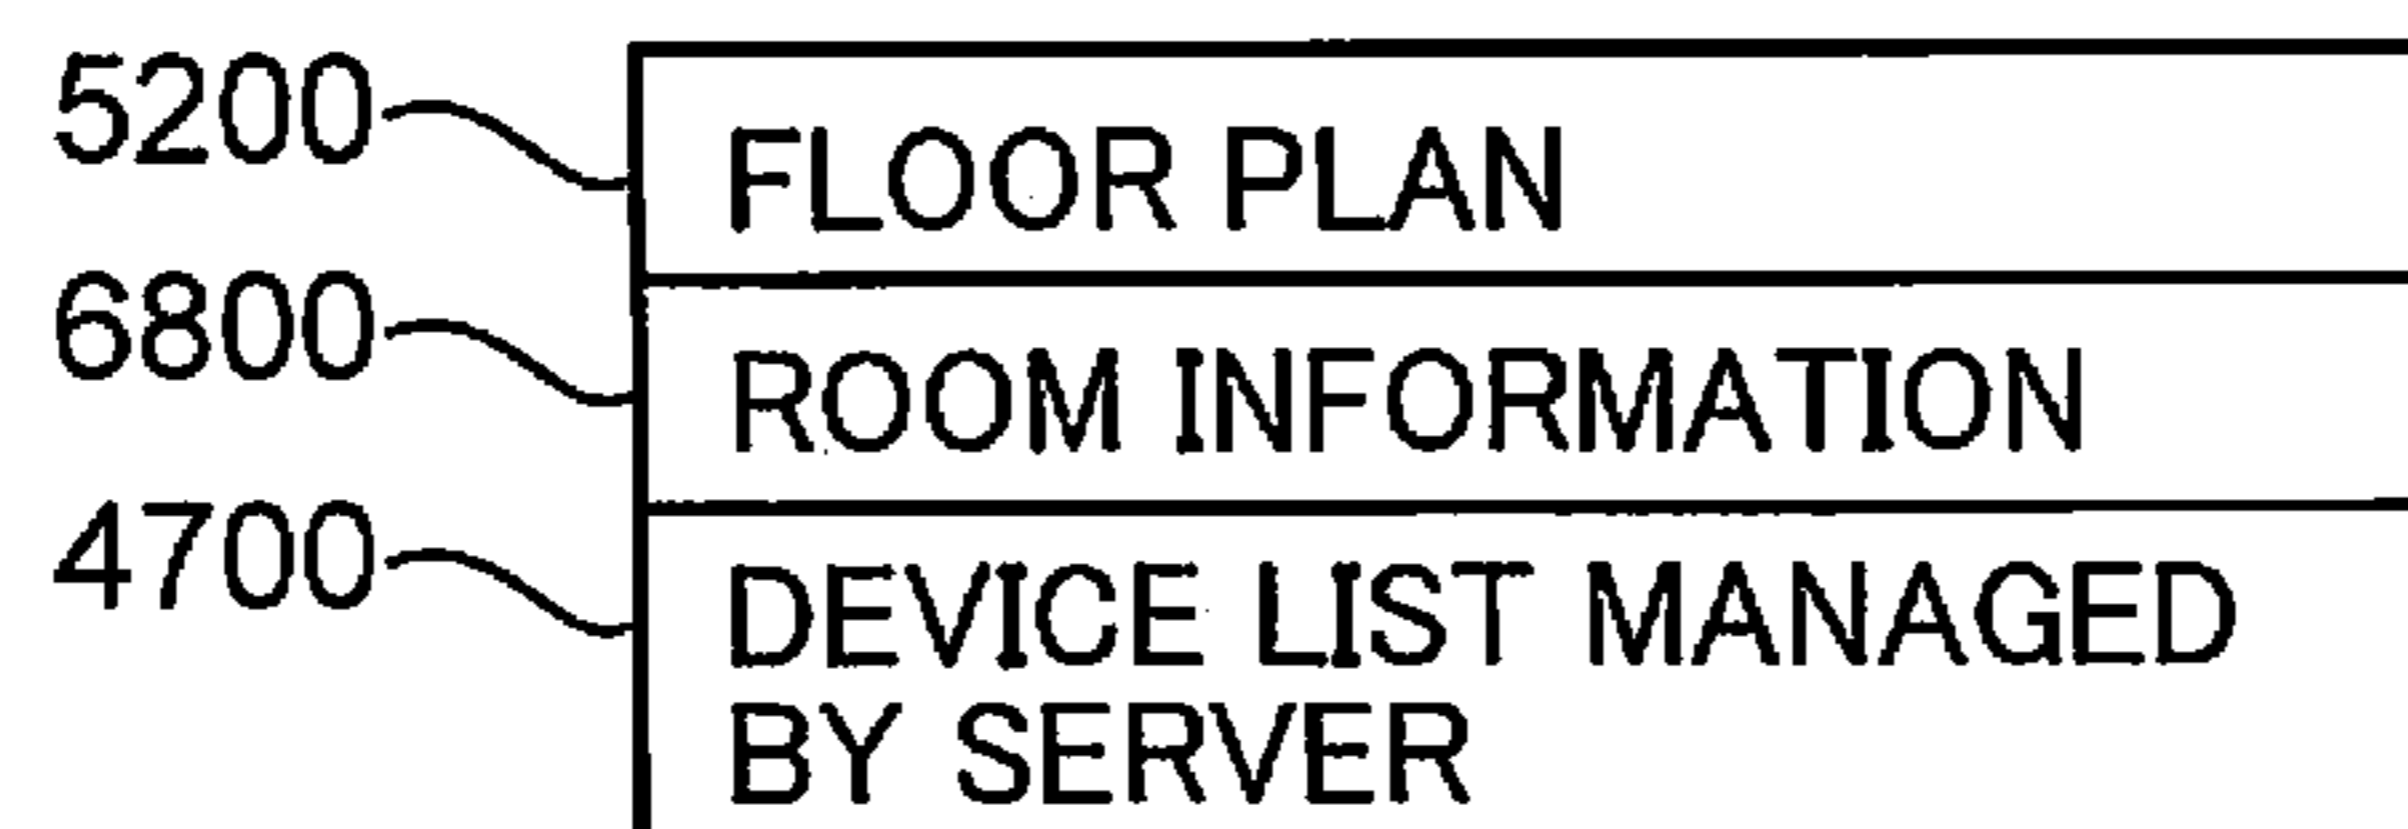 5200 FLOOR PLAN
6800 ROOM INFORMATION
4700 DEVICE LIST MANAGED
BY SERVER